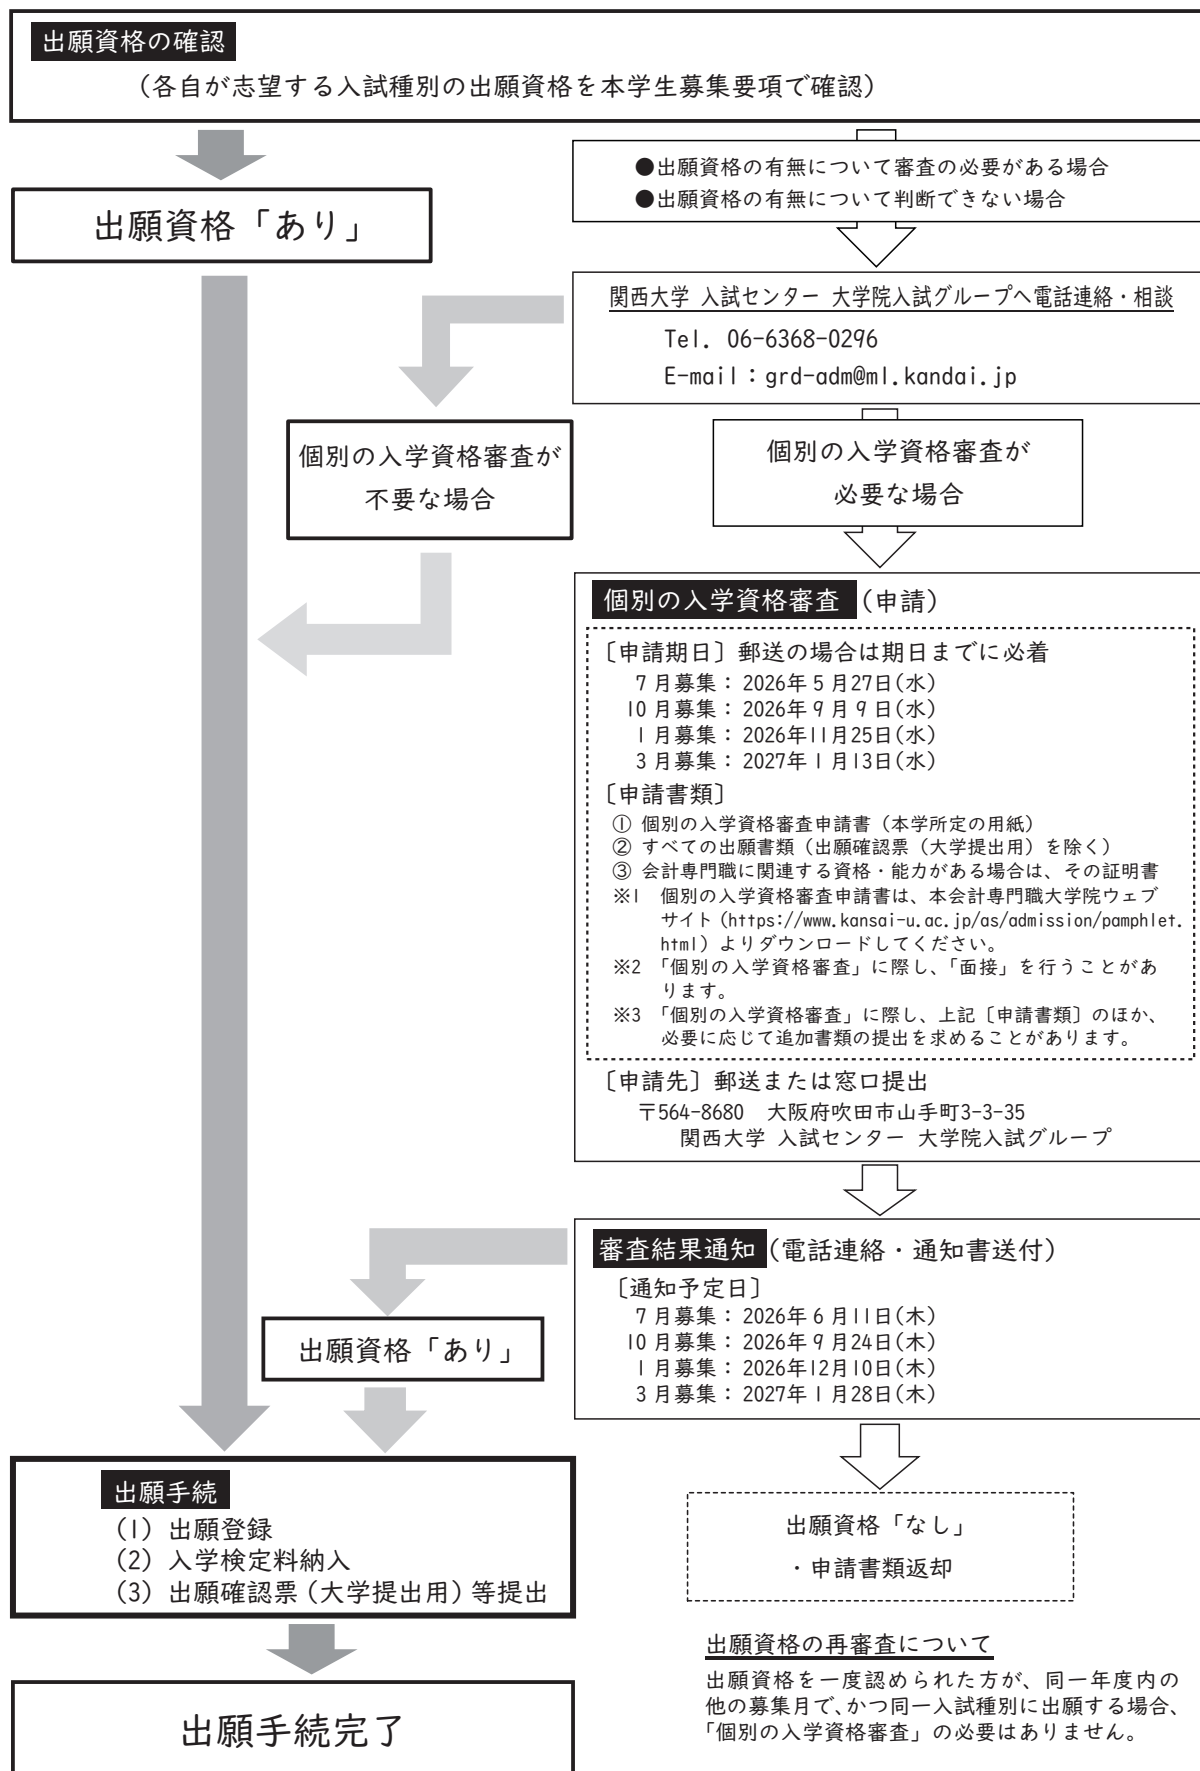 出願資格の確認
（各自が志望する入試種別の出願資格を本学生募集要項で確認）
出願資格「あり」
●出願資格の有無について審査の必要がある場合
●出願資格の有無について判断できない場合
関西大学 入試センター 大学院入試グループへ電話連絡・相談
Tel. 06-6368-0296
E-mail：grd-adm@ml.kandai.jp
個別の入学資格審査が
不要な場合
個別の入学資格審査が
必要な場合
個別の入学資格審査（申請）
〔申請期日〕郵送の場合は期日までに必着
7月募集：2026年5月27日(水)
10月募集：2026年9月9日(水)
1月募集：2026年11月25日(水)
3月募集：2027年1月13日(水)
〔申請書類〕
① 個別の入学資格審査申請書（本学所定の用紙）
② すべての出願書類（出願確認票（大学提出用）を除く）
③ 会計専門職に関連する資格・能力がある場合は、その証明書
※1 個別の入学資格審査申請書は、本会計専門職大学院ウェブ
サイト（https://www.kansai-u.ac.jp/as/admission/pamphlet.
html）よりダウンロードしてください。
※2 「個別の入学資格審査」に際し、「面接」を行うことがあ
ります。
※3 「個別の入学資格審査」に際し、上記〔申請書類〕のほか、
必要に応じて追加書類の提出を求めることがあります。
〔申請先〕郵送または窓口提出
〒564-8680 大阪府吹田市山手町3-3-35
関西大学 入試センター 大学院入試グループ
審査結果通知（電話連絡・通知書送付）
〔通知予定日〕
7月募集：2026年6月11日(木)
10月募集：2026年9月24日(木)
1月募集：2026年12月10日(木)
3月募集：2027年1月28日(木)
出願資格「あり」
出願手続
(1) 出願登録
(2) 入学検定料納入
(3) 出願確認票（大学提出用）等提出
出願資格「なし」
・申請書類返却
出願手続完了
出願資格の再審査について
出願資格を一度認められた方が、同一年度内の
他の募集月で、かつ同一入試種別に出願する場合、
「個別の入学資格審査」の必要はありません。